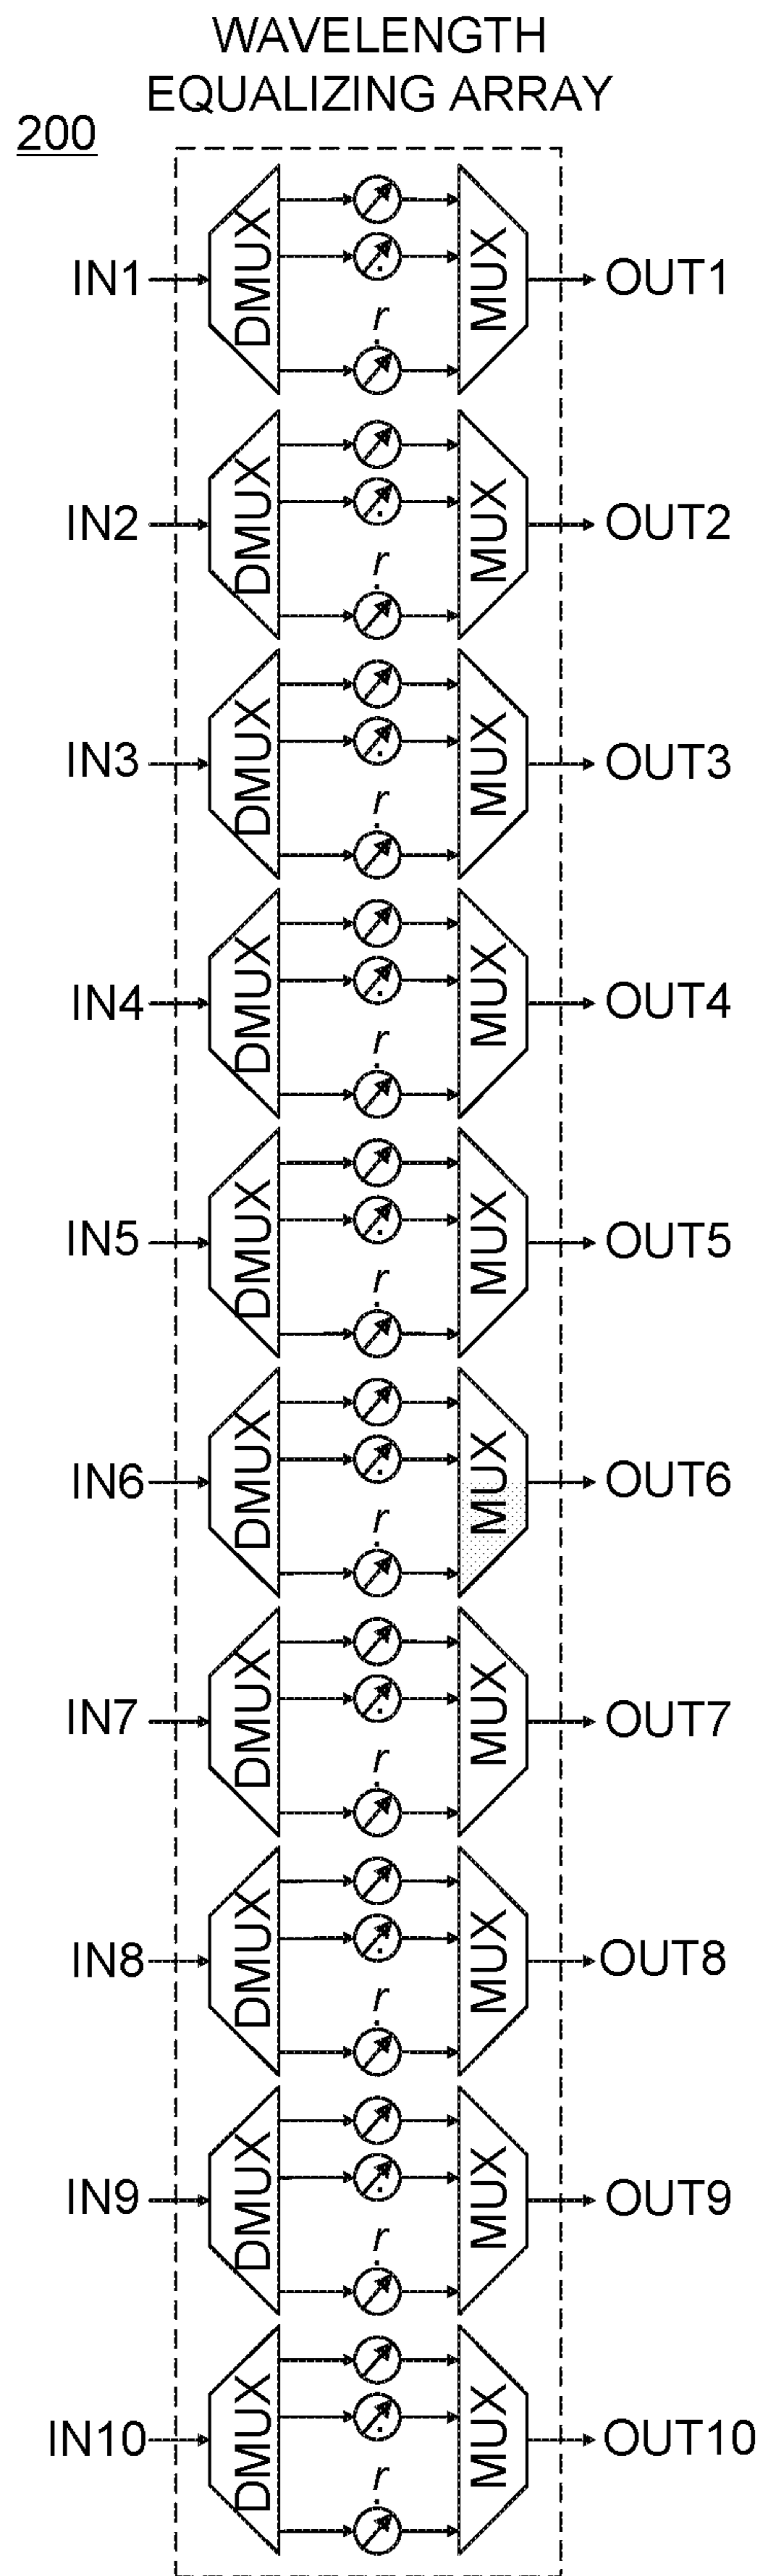 WAVELENGTH
EQUALIZING ARRAY
200
IN1 DMUX r MUX OUT1
IN2 DMUX r MUX OUT2
IN3 DMUX r MUX OUT3
IN4 DMUX r MUX OUT4
IN5 DMUX r MUX OUT5
IN6 DMUX r MUX OUT6
IN7 DMUX r MUX OUT7
IN8 DMUX r MUX OUT8
IN9 DMUX r MUX OUT9
IN10 DMUX r MUX OUT10